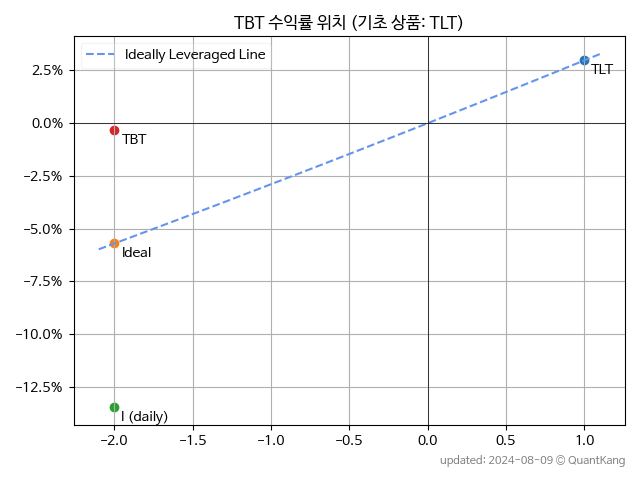 TBT 수익률 위치 (기초 상품: TLT)
Ideally Leveraged Line
2.5%
0.0%
−2.5%
−5.0%
−7.5%
−10.0%
−12.5%
TLT
TBT
Ideal
I (daily)
−2.0 −1.5 −1.0 −0.5 0.0 0.5 1.0
updated: 2024-08-09 © QuantKang